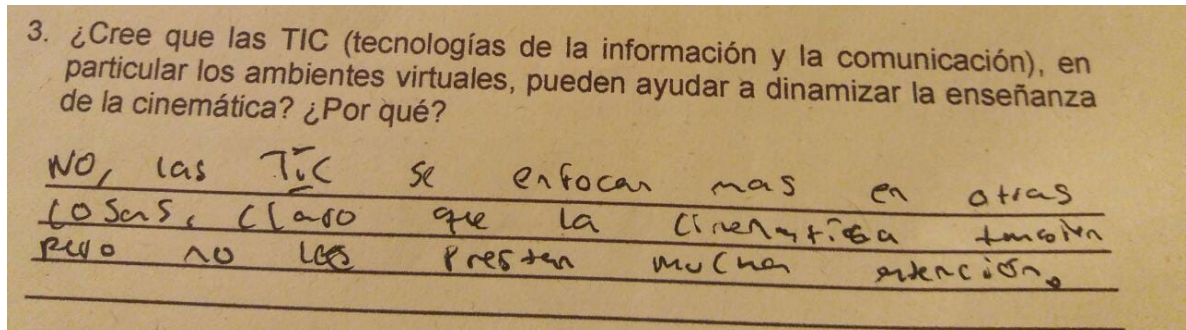 3. ¿Cree que las TIC (tecnologías de la información y la comunicación), en
particular los ambientes virtuales, pueden ayudar a dinamizar la enseñanza
de la cinemática? ¿Por qué?
NO, las TIC se enfocan mas en otras
cosas, claro que la cinematica tambien
pero no les presten mucha atención.